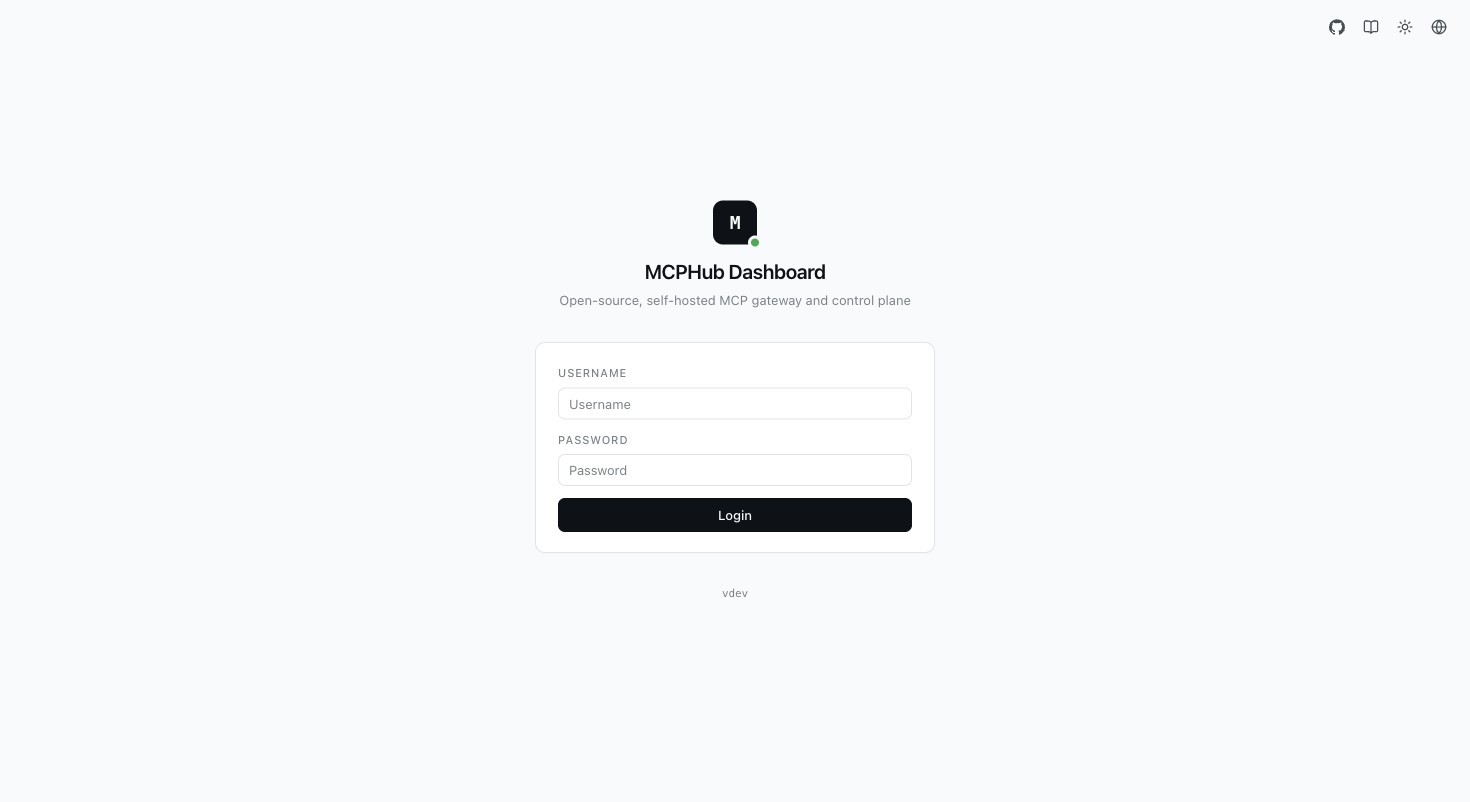 M
MCPHub Dashboard
Open-source, self-hosted MCP gateway and control plane
USERNAME
Username
PASSWORD
Password
Login
vdev